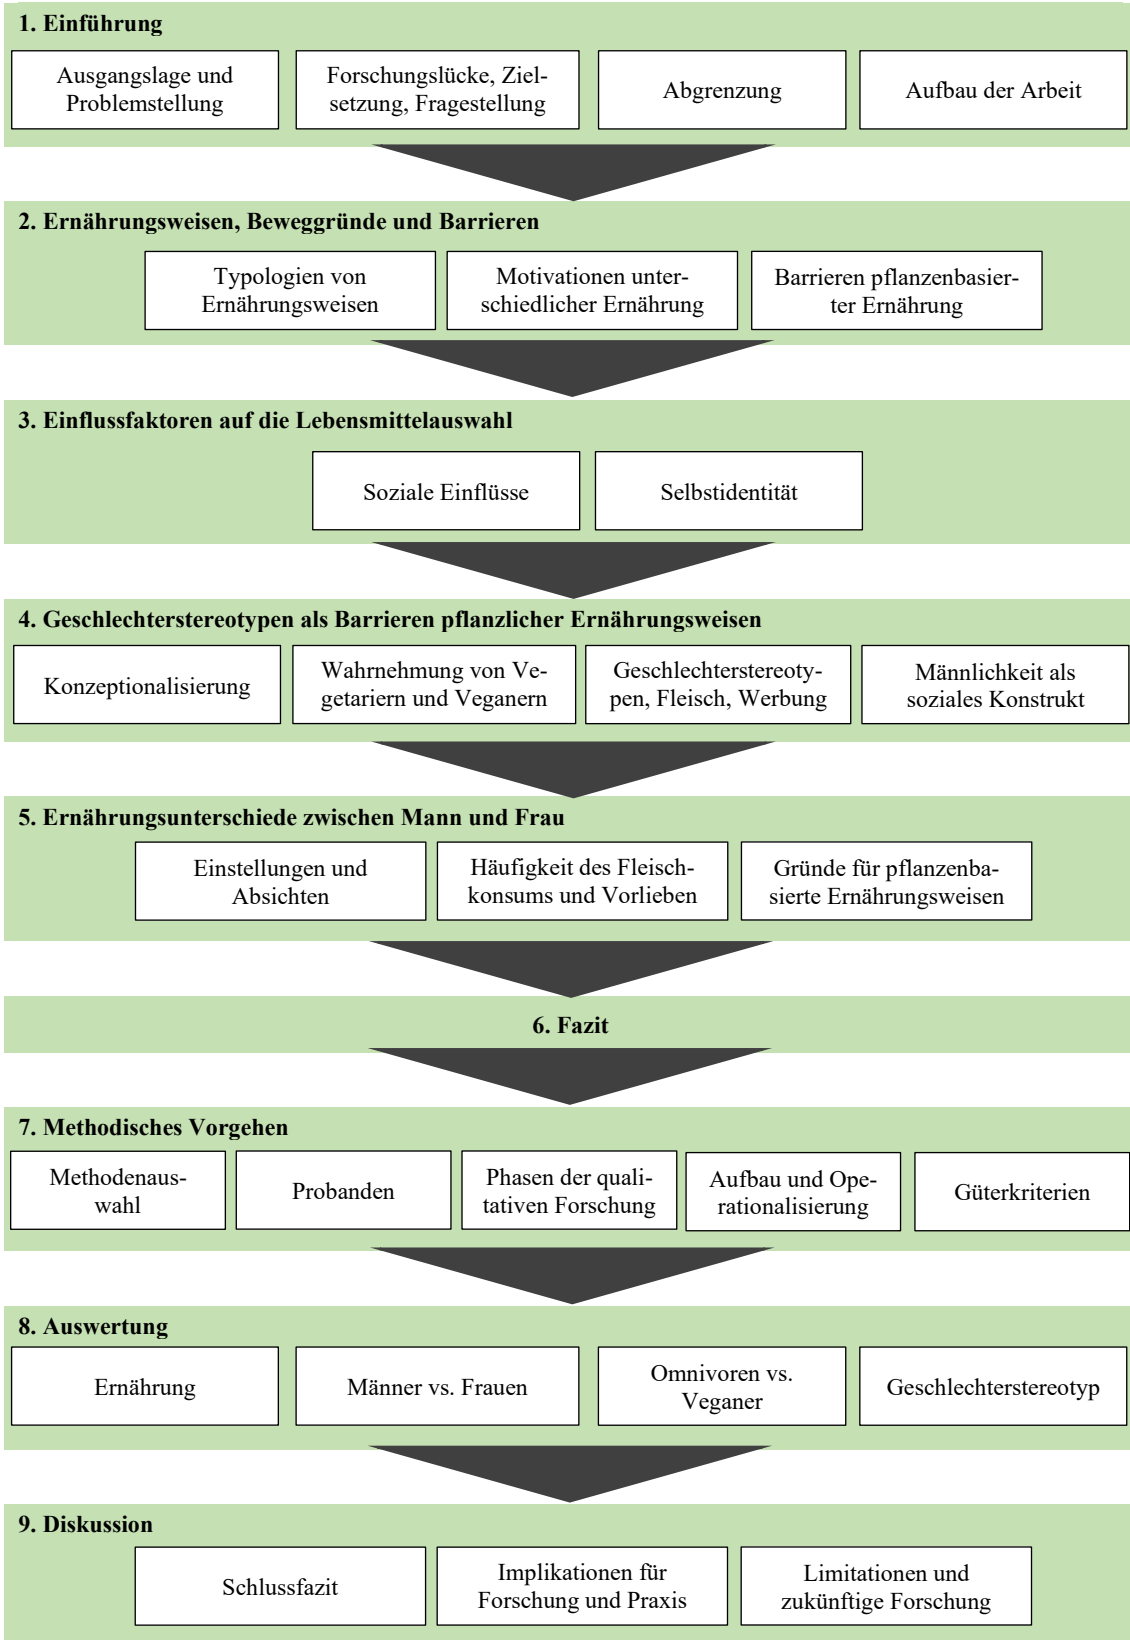 1. Einführung
Ausgangslage und
Problemstellung
Forschungslücke, Ziel-
setzung, Fragestellung
Abgrenzung
Aufbau der Arbeit
2. Ernährungsweisen, Beweggründe und Barrieren
Typologien von
Ernährungsweisen
Motivationen unter-
schiedlicher Ernährung
Barrieren pflanzenbasier-
ter Ernährung
3. Einflussfaktoren auf die Lebensmittelauswahl
Soziale Einflüsse
Selbstidentität
4. Geschlechterstereotypen als Barrieren pflanzlicher Ernährungsweisen
Konzeptionalisierung
Wahrnehmung von Ve-
getariern und Veganern
Geschlechterstereoty-
pen, Fleisch, Werbung
Männlichkeit als
soziales Konstrukt
5. Ernährungsunterschiede zwischen Mann und Frau
Einstellungen und
Absichten
Häufigkeit des Fleisch-
konsums und Vorlieben
Gründe für pflanzenba-
sierte Ernährungsweisen
6. Fazit
7. Methodisches Vorgehen
Methodenaus-
wahl
Probanden
Phasen der quali-
tativen Forschung
Aufbau und Ope-
rationalisierung
Güterkriterien
8. Auswertung
Ernährung
Männer vs. Frauen
Omnivoren vs.
Veganer
Geschlechterstereotyp
9. Diskussion
Schlussfazit
Implikationen für
Forschung und Praxis
Limitationen und
zukünftige Forschung